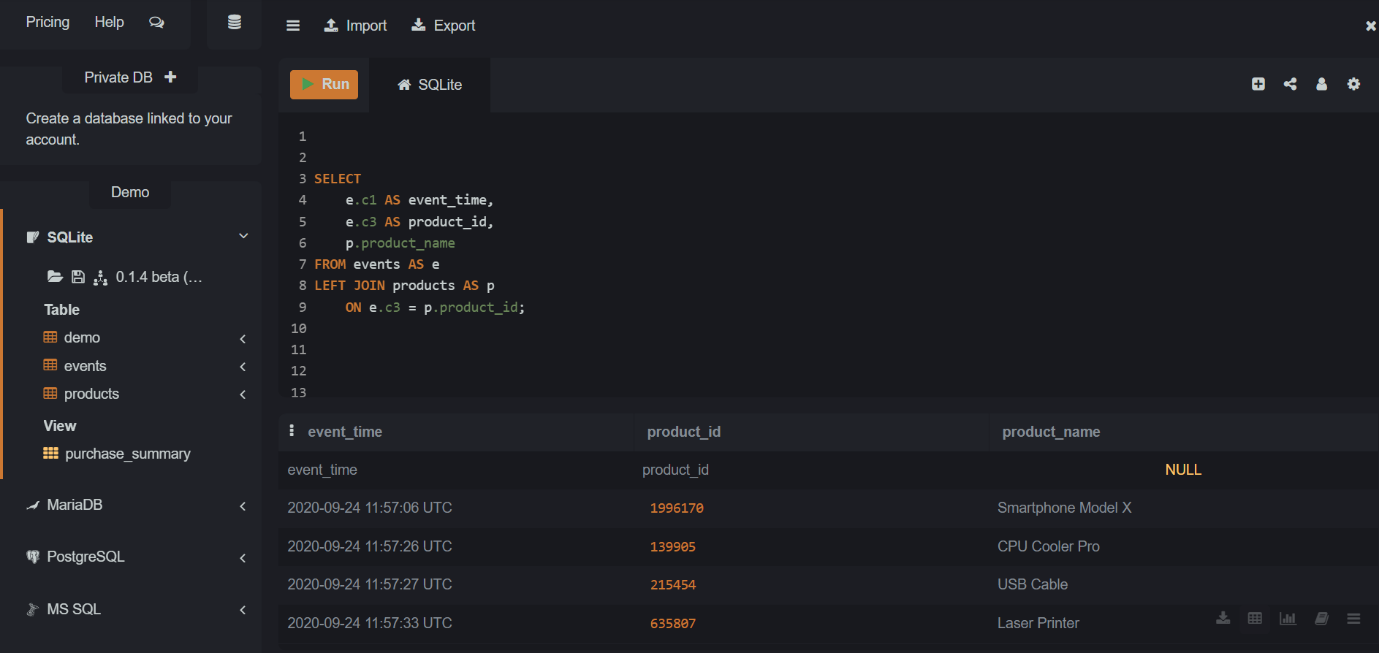 Pricing Help
Import Export
Private DB
Create a database linked to your
account.
Demo
SQLite
0.1.4 beta (...
Table
demo
events
products
View
purchase_summary
MariaDB
PostgreSQL
MS SQL
Run SQLite
1
2
3 SELECT
4 e.c1 AS event_time,
5 e.c3 AS product_id,
6 p.product_name
7 FROM events AS e
8 LEFT JOIN products AS p
9 ON e.c3 = p.product_id;
10
11
12
13
event_time product_id product_name
event_time product_id NULL
2020-09-24 11:57:06 UTC 1996170 Smartphone Model X
2020-09-24 11:57:26 UTC 139905 CPU Cooler Pro
2020-09-24 11:57:27 UTC 215454 USB Cable
2020-09-24 11:57:33 UTC 635807 Laser Printer